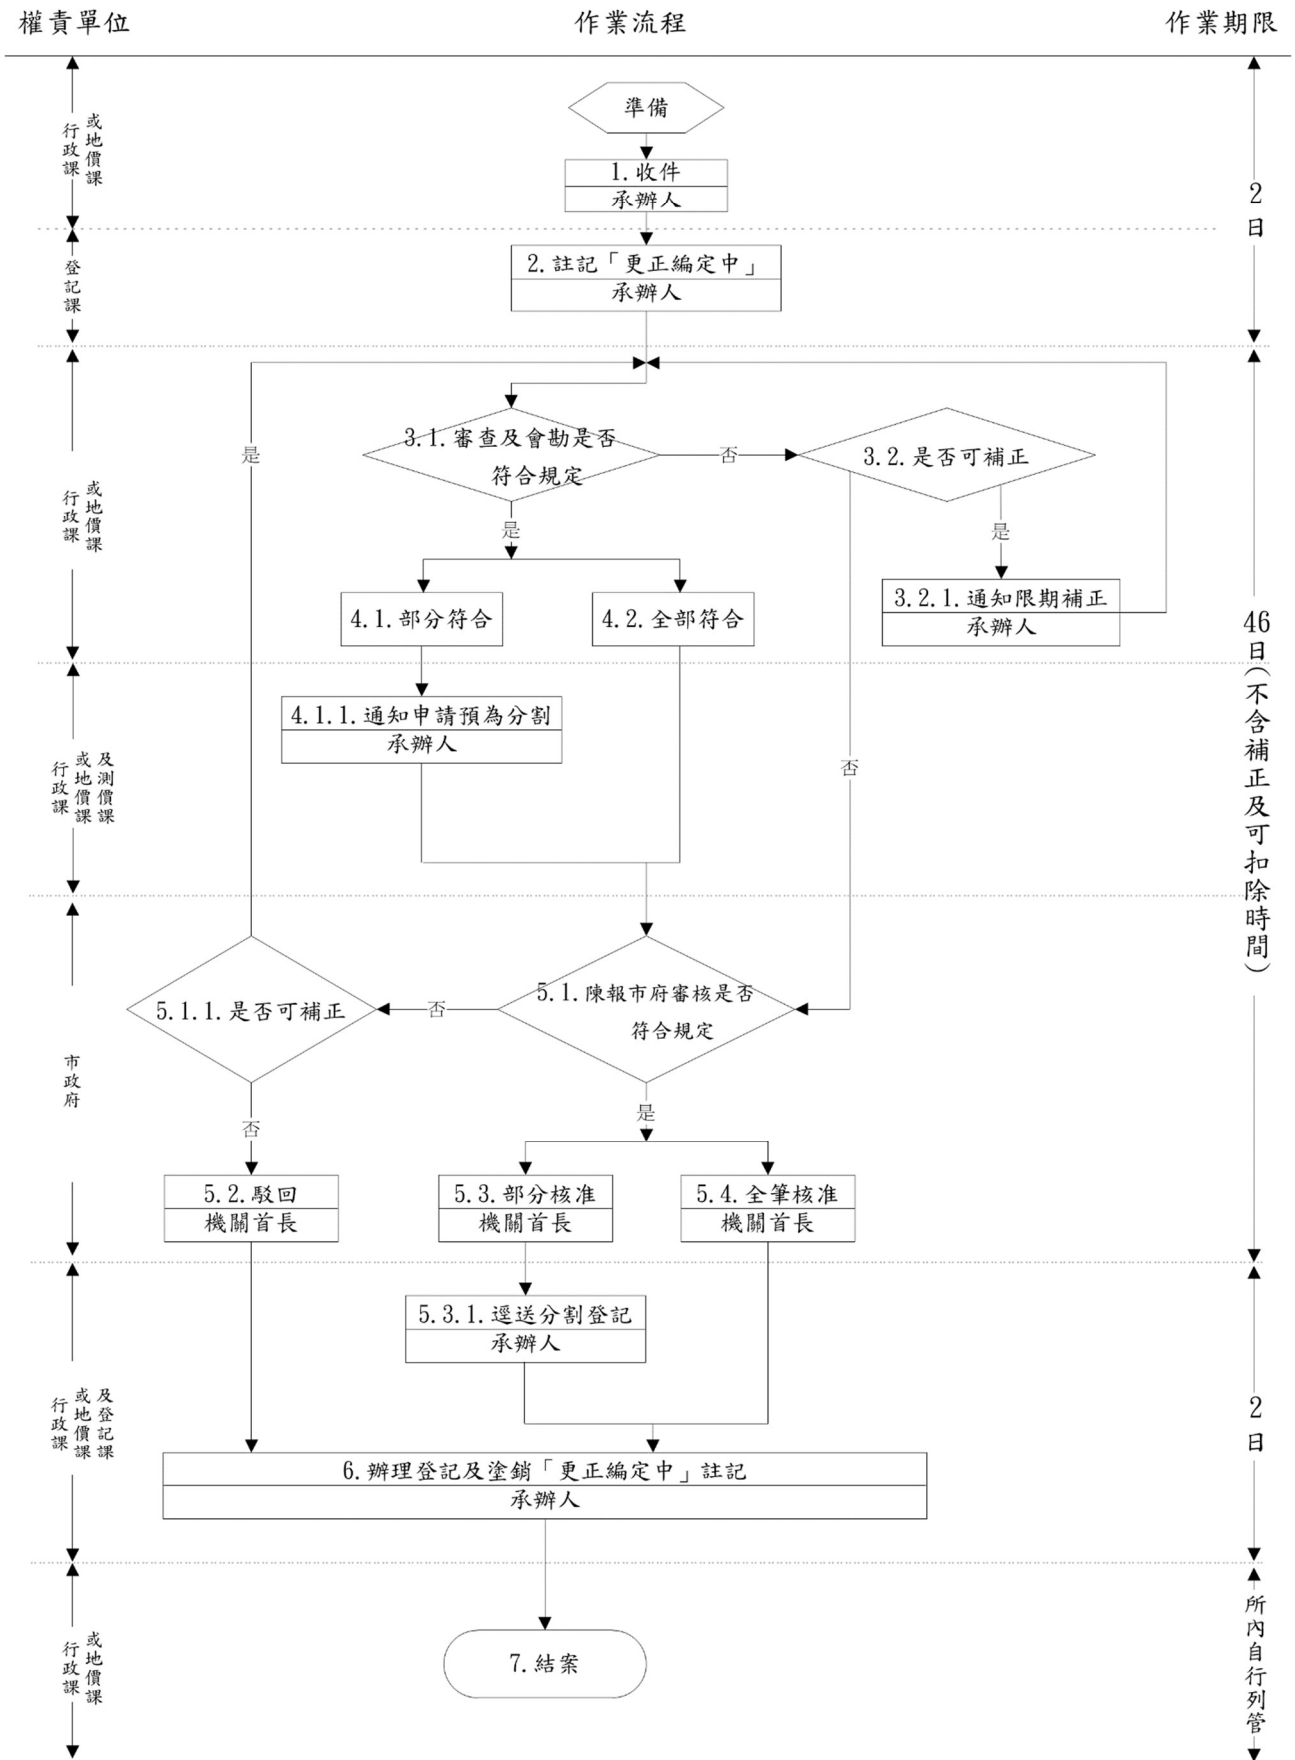 權責單位
作業流程
作業期限
行政課
或地價課
準備
1.收件
承辦人
2日
登記課
2.註記「更正編定中」
承辦人
行政課
或地價課
是
3.1.審查及會勘是否
符合規定
否
3.2.是否可補正
是
是
4.1.部分符合
4.2.全部符合
3.2.1.通知限期補正
承辦人
46日(不含補正及可扣除時間)
行政課
或地價課
及測價課
4.1.1.通知申請預為分割
承辦人
否
市政府
5.1.1.是否可補正
否
5.1.陳報市府審核是否
符合規定
否
是
5.2.駁回
機關首長
5.3.部分核准
機關首長
5.4.全筆核准
機關首長
行政課
或地價課
及登記課
5.3.1.逕送分割登記
承辦人
2日
6.辦理登記及塗銷「更正編定中」註記
承辦人
行政課
或地價課
7.結案
所內自行列管